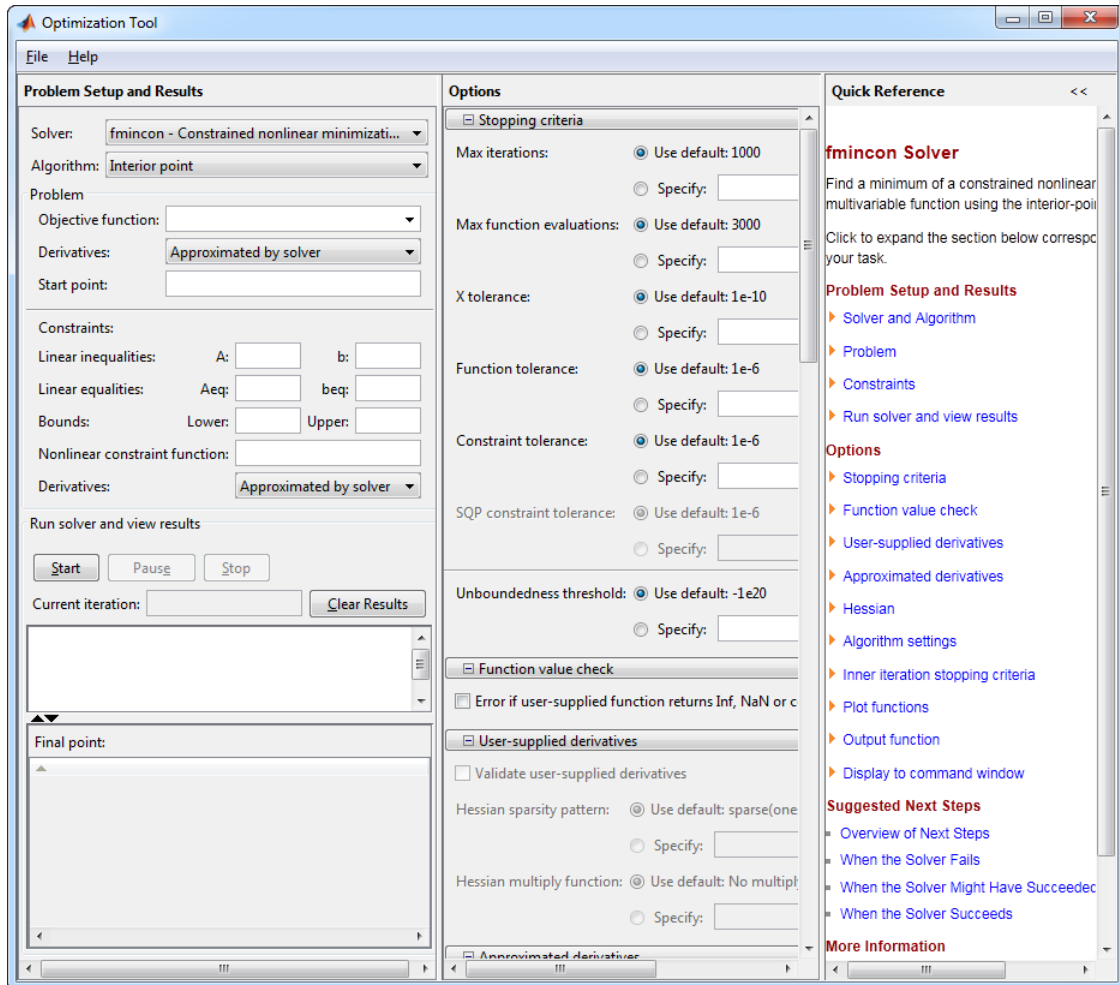 Optimization Tool
File Help
Problem Setup and Results
Solver: fmincon - Constrained nonlinear minimizati...
Algorithm: Interior point
Problem
Objective function:
Derivatives: Approximated by solver
Start point:
Constraints:
Linear inequalities: A: b:
Linear equalities: Aeq: beq:
Bounds: Lower: Upper:
Nonlinear constraint function:
Derivatives: Approximated by solver
Run solver and view results
Start Pause Stop
Current iteration: Clear Results
Final point:
Options
Stopping criteria
Max iterations: Use default: 1000
Specify:
Max function evaluations: Use default: 3000
Specify:
X tolerance: Use default: 1e-10
Specify:
Function tolerance: Use default: 1e-6
Specify:
Constraint tolerance: Use default: 1e-6
Specify:
SQP constraint tolerance: Use default: 1e-6
Specify:
Unboundedness threshold: Use default: -1e20
Specify:
Function value check
Error if user-supplied function returns Inf, NaN or c
User-supplied derivatives
Validate user-supplied derivatives
Hessian sparsity pattern: Use default: sparse(one
Specify:
Hessian multiply function: Use default: No multiply
Specify:
Approximated derivatives
Quick Reference <<
fmincon Solver
Find a minimum of a constrained nonlinear
multivariable function using the interior-poi
Click to expand the section below correspo
your task.
Problem Setup and Results
Solver and Algorithm
Problem
Constraints
Run solver and view results
Options
Stopping criteria
Function value check
User-supplied derivatives
Approximated derivatives
Hessian
Algorithm settings
Inner iteration stopping criteria
Plot functions
Output function
Display to command window
Suggested Next Steps
Overview of Next Steps
When the Solver Fails
When the Solver Might Have Succeeded
When the Solver Succeeds
More Information